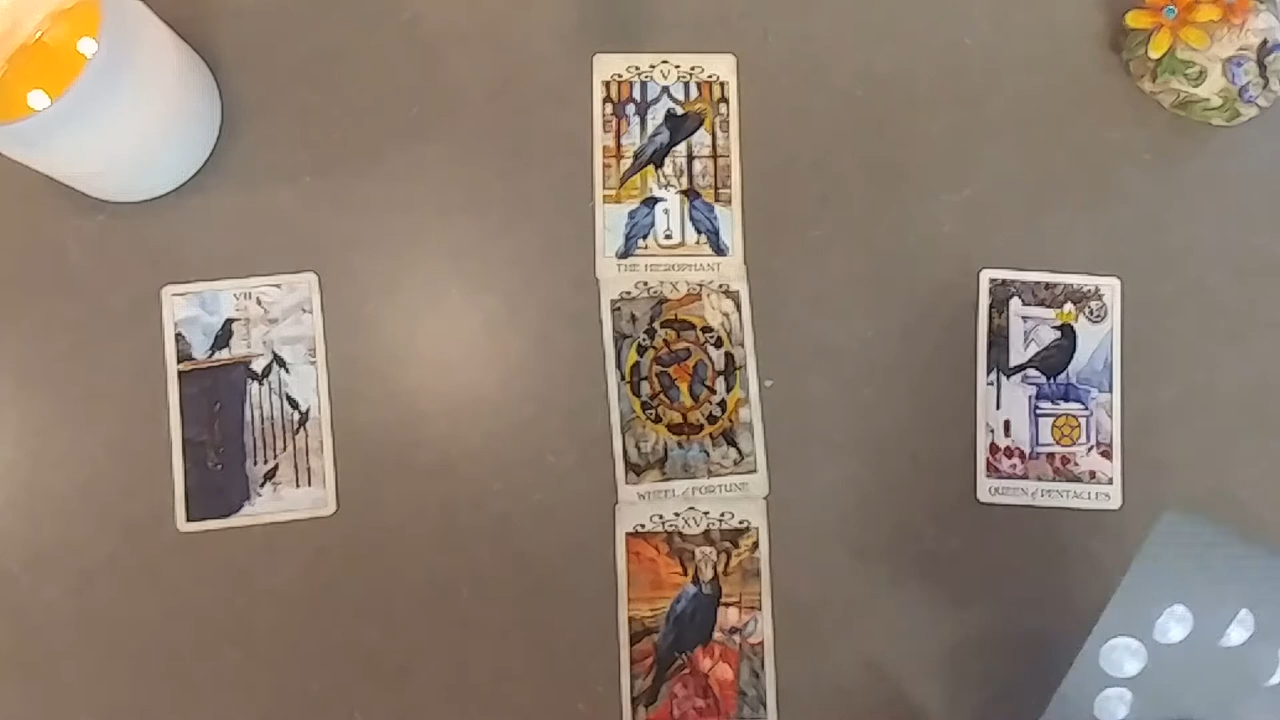 V
THE HIEROPHANT
VII
X
WHEEL of FORTUNE
QUEEN of PENTACLES
XV